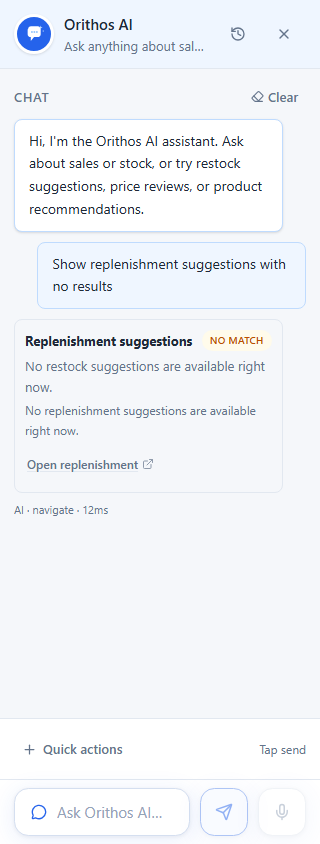 Orithos AI
Ask anything about sal...
CHAT
Clear
Hi, I'm the Orithos AI assistant. Ask
about sales or stock, or try restock
suggestions, price reviews, or product
recommendations.
Show replenishment suggestions with
no results
Replenishment suggestions NO MATCH
No restock suggestions are available right
now.
No replenishment suggestions are available
right now.
Open replenishment
AI · navigate · 12ms
Quick actions
Tap send
Ask Orithos AI...